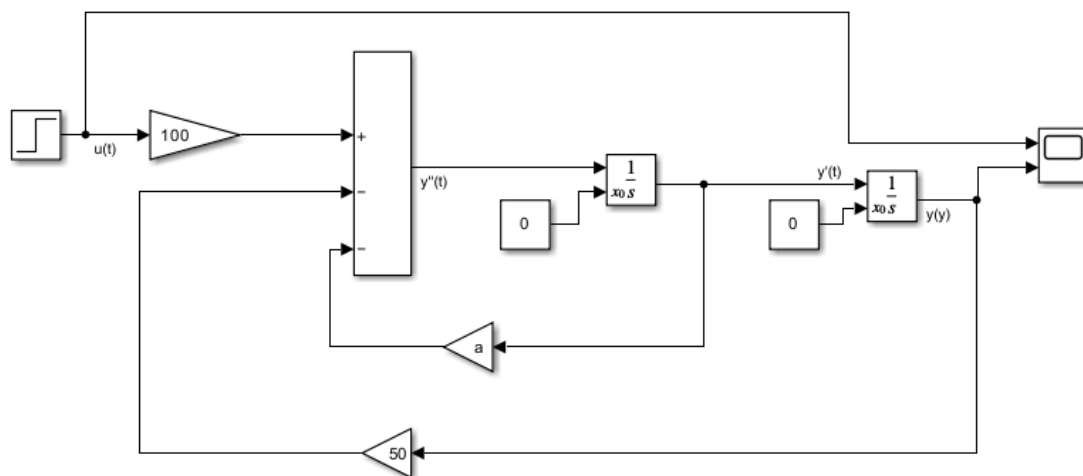 100
u(t)
+
−
−
y''(t)
1
x₀ s
0
y'(t)
0
1
x₀ s
y(y)
a
50